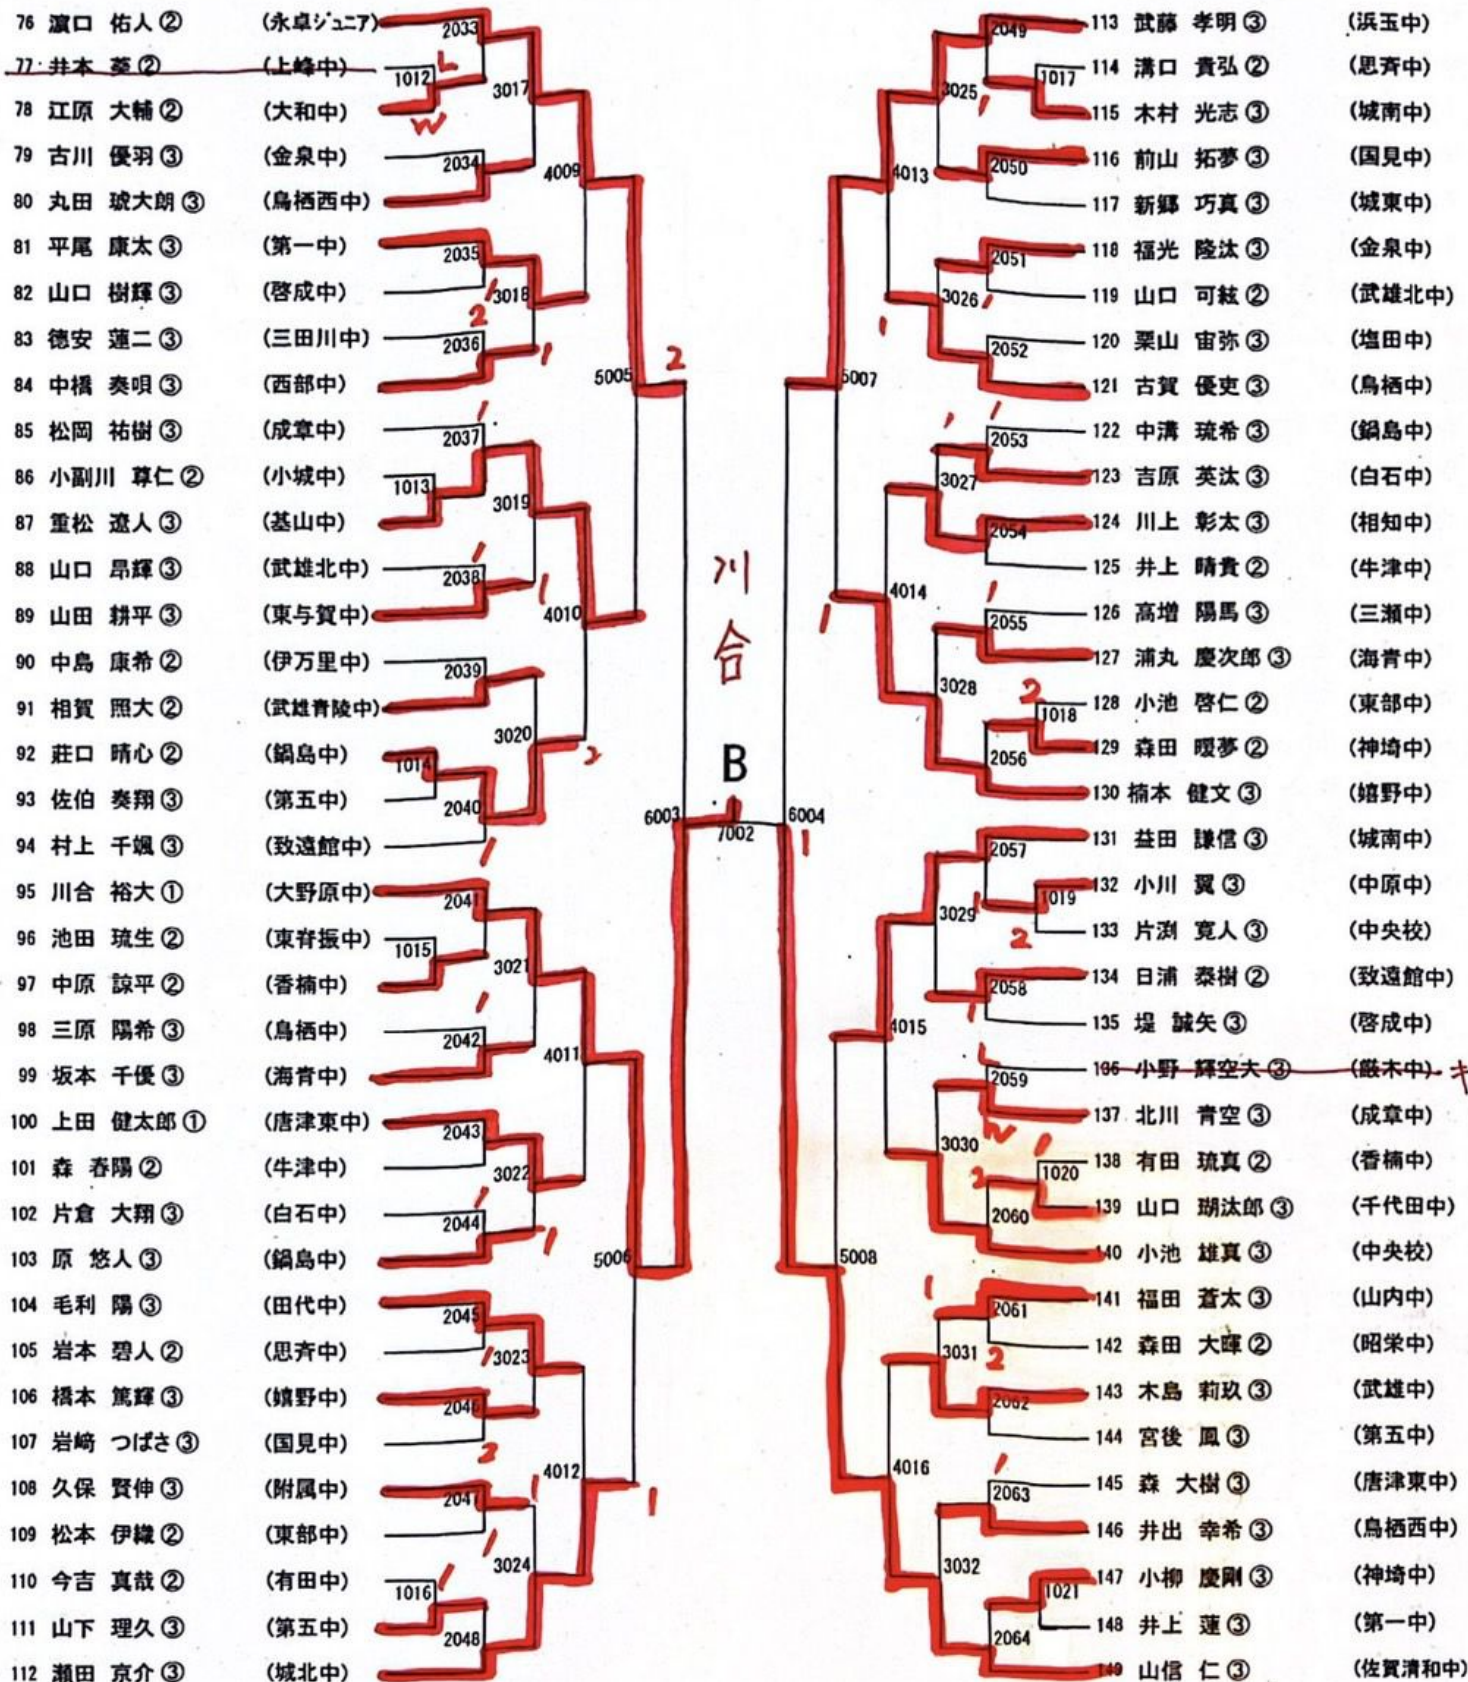 76 濵口 佑人② (永卓ジュニア)
77 井本 葵② (上峰中)
78 江原 大輔② (大和中)
79 古川 優羽③ (金泉中)
80 丸田 琥大朗③ (鳥栖西中)
81 平尾 康太③ (第一中)
82 山口 樹輝③ (啓成中)
83 徳安 蓮二③ (三田川中)
84 中橋 奏唄③ (西部中)
85 松岡 祐樹③ (成章中)
86 小副川 尊仁② (小城中)
87 重松 遼人③ (基山中)
88 山口 昂輝③ (武雄北中)
89 山田 耕平③ (東与賀中)
90 中島 康希② (伊万里中)
91 相賀 照大② (武雄青陵中)
92 莊口 晴心② (鍋島中)
93 佐伯 奏翔③ (第五中)
94 村上 千颯③ (致遠館中)
95 川合 裕大① (大野原中)
96 池田 琉生② (東脊振中)
97 中原 諒平② (香楠中)
98 三原 陽希③ (鳥栖中)
99 坂本 千優③ (海青中)
100 上田 健太郎① (唐津東中)
101 森 春陽② (牛津中)
102 片倉 大翔③ (白石中)
103 原 悠人③ (鍋島中)
104 毛利 陽③ (田代中)
105 岩本 碧人② (思斉中)
106 橋本 篤輝③ (嬉野中)
107 岩﨑 つばさ③ (国見中)
108 久保 賢伸③ (附属中)
109 松本 伊織② (東部中)
110 今吉 真哉② (有田中)
111 山下 理久③ (第五中)
112 瀬田 京介③ (城北中)
1012 L
W
1013
1014
1015
1016
2033
2034
2035
2036
2037
2038
2039
2040
2041
2042
2043
2044
2045
2046
2047
2048
3017
3018
3019
3020
3021
3022
3023
3024
4009
4010
4011
4012
5005
5006
6003
2
川
合
B
7002
6004
5007
5008
4013
4014
4015
4016
3025
3026
3027
3028
3029
3030
3031
3032
2049
2050
2051
2052
2053
2054
2055
2056
2057
2058
2059
2060
2061
2062
2063
2064
1017
1018
1019
1020
1021
L
W
113 武藤 孝明③ (浜玉中)
114 溝口 貴弘② (思斉中)
115 木村 光志③ (城南中)
116 前山 拓夢③ (国見中)
117 新郷 巧真③ (城東中)
118 福光 陸汰③ (金泉中)
119 山口 可絃② (武雄北中)
120 栗山 宙弥③ (塩田中)
121 古賀 優吏③ (鳥栖中)
122 中溝 琉希③ (鍋島中)
123 吉原 英汰③ (白石中)
124 川上 彰太③ (相知中)
125 井上 晴貴② (牛津中)
126 高増 陽馬③ (三瀬中)
127 浦丸 慶次郎③ (海青中)
128 小池 啓仁② (東部中)
129 森田 暖夢② (神埼中)
130 楠本 健文③ (嬉野中)
131 益田 謙信③ (城南中)
132 小川 翼③ (中原中)
133 片渕 寛人③ (中央校)
134 日浦 泰樹② (致遠館中)
135 堤 誠矢③ (啓成中)
136 小野 輝空大③ (厳木中) キ
137 北川 青空③ (成章中)
138 有田 琉真② (香楠中)
139 山口 瑚汰郎③ (千代田中)
140 小池 雄真③ (中央校)
141 福田 蒼太③ (山内中)
142 森田 大暉② (昭栄中)
143 木島 莉玖③ (武雄中)
144 宮後 鳳③ (第五中)
145 森 大樹③ (唐津東中)
146 井出 幸希③ (鳥栖西中)
147 小柳 慶剛③ (神埼中)
148 井上 蓮③ (第一中)
149 山信 仁③ (佐賀清和中)